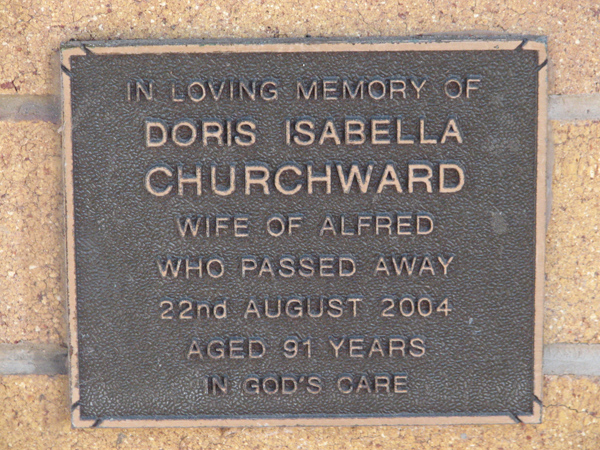 IN LOVING MEMORY OF
DORIS ISABELLA
CHURCHWARD
WIFE OF ALFRED
WHO PASSED AWAY
22nd AUGUST 2004
AGED 91 YEARS
IN GOD'S CARE